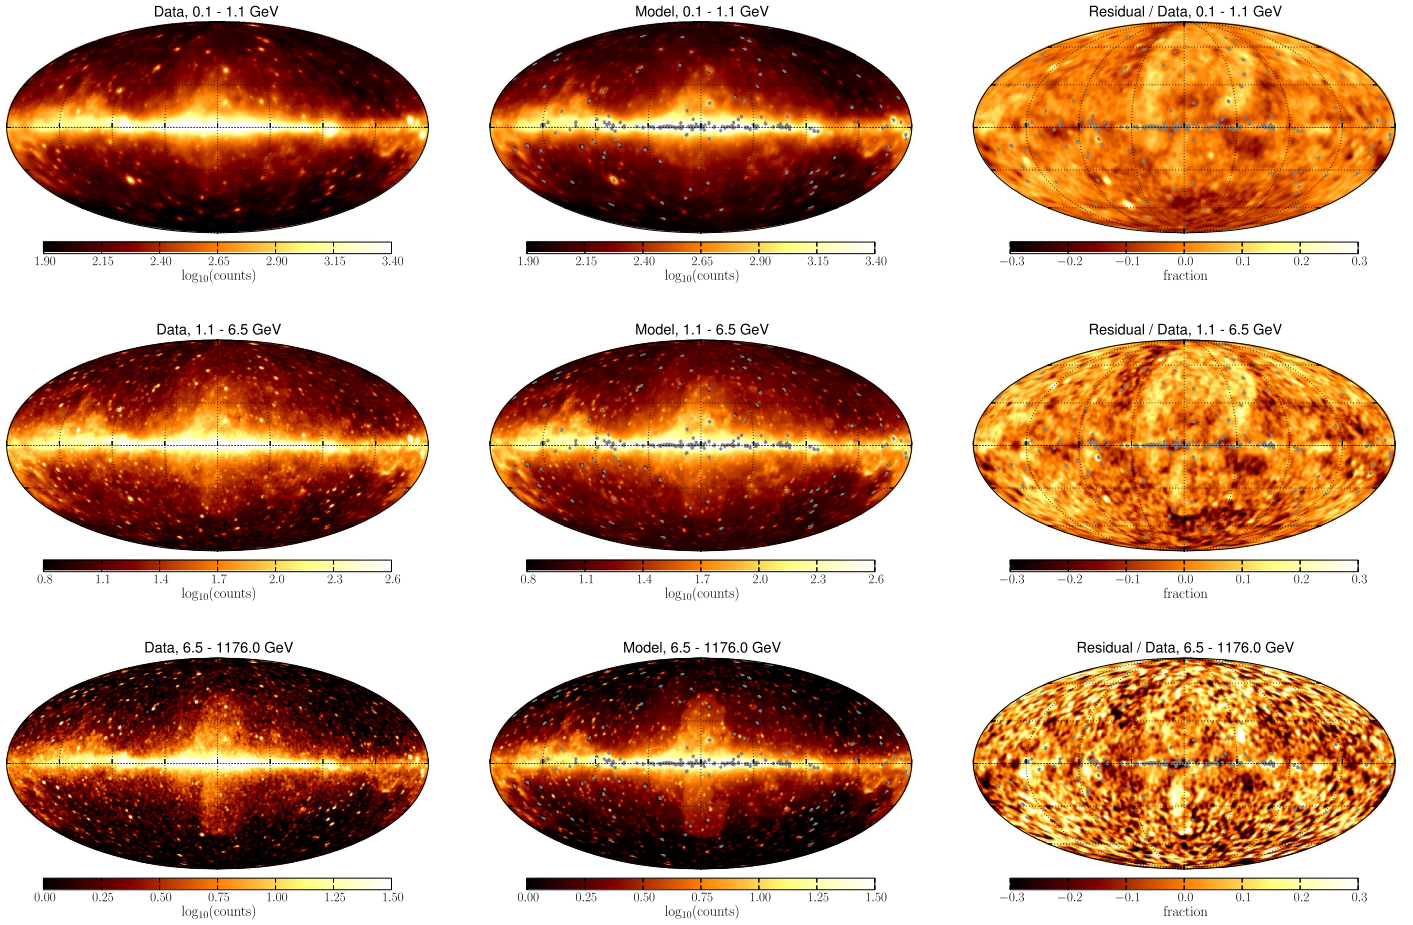 Data, 0.1 - 1.1 GeV
Model, 0.1 - 1.1 GeV
Residual / Data, 0.1 - 1.1 GeV
1.90 2.15 2.40 2.65 2.90 3.15 3.40
log10(counts)
1.90 2.15 2.40 2.65 2.90 3.15 3.40
log10(counts)
−0.3 −0.2 −0.1 0.0 0.1 0.2 0.3
fraction
Data, 1.1 - 6.5 GeV
Model, 1.1 - 6.5 GeV
Residual / Data, 1.1 - 6.5 GeV
0.8 1.1 1.4 1.7 2.0 2.3 2.6
log10(counts)
0.8 1.1 1.4 1.7 2.0 2.3 2.6
log10(counts)
−0.3 −0.2 −0.1 0.0 0.1 0.2 0.3
fraction
Data, 6.5 - 1176.0 GeV
Model, 6.5 - 1176.0 GeV
Residual / Data, 6.5 - 1176.0 GeV
0.00 0.25 0.50 0.75 1.00 1.25 1.50
log10(counts)
0.00 0.25 0.50 0.75 1.00 1.25 1.50
log10(counts)
−0.3 −0.2 −0.1 0.0 0.1 0.2 0.3
fraction